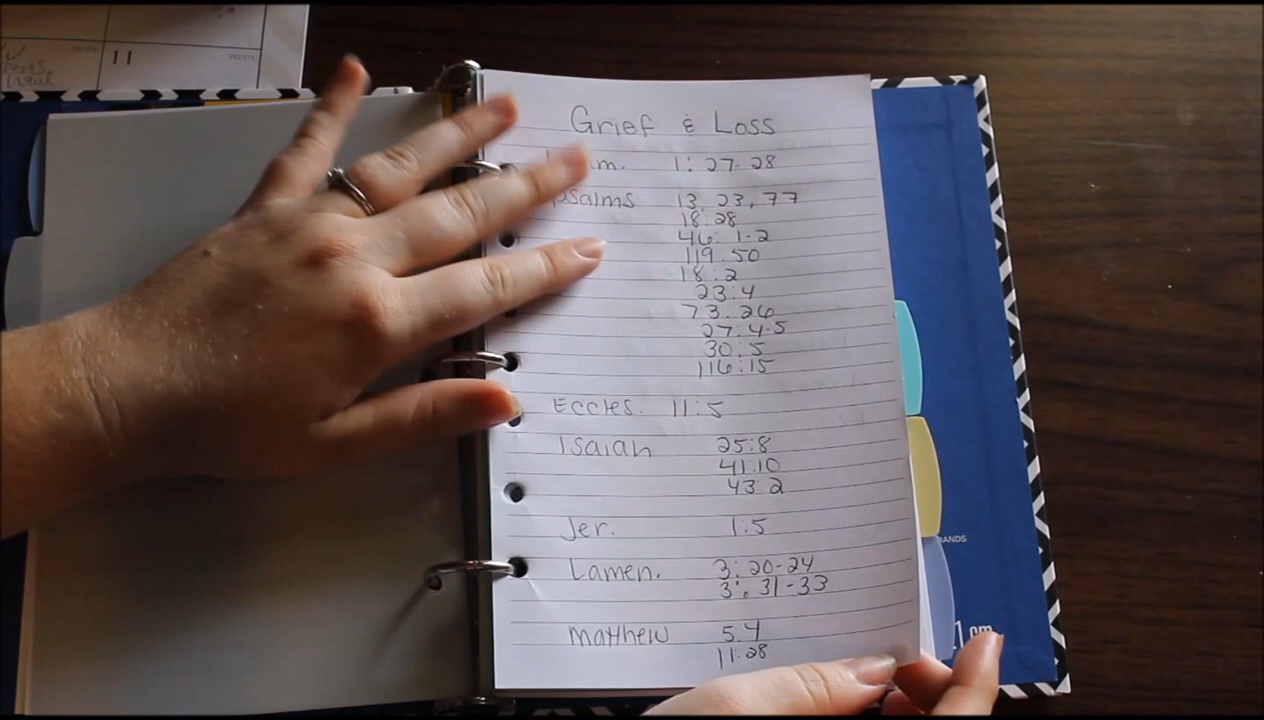 11
Grief & Loss
1:27-28
Psalms 13, 23, 77
18:28
46:1-2
119:50
18:2
23:4
73:26
27:4-5
30:5
116:15
Eccles. 11:5
Isaiah 25:8
41:10
43:2
Jer. 1:5
Lamen. 3:20-24
3:31-33
Matthew 5:4
11:28
cm